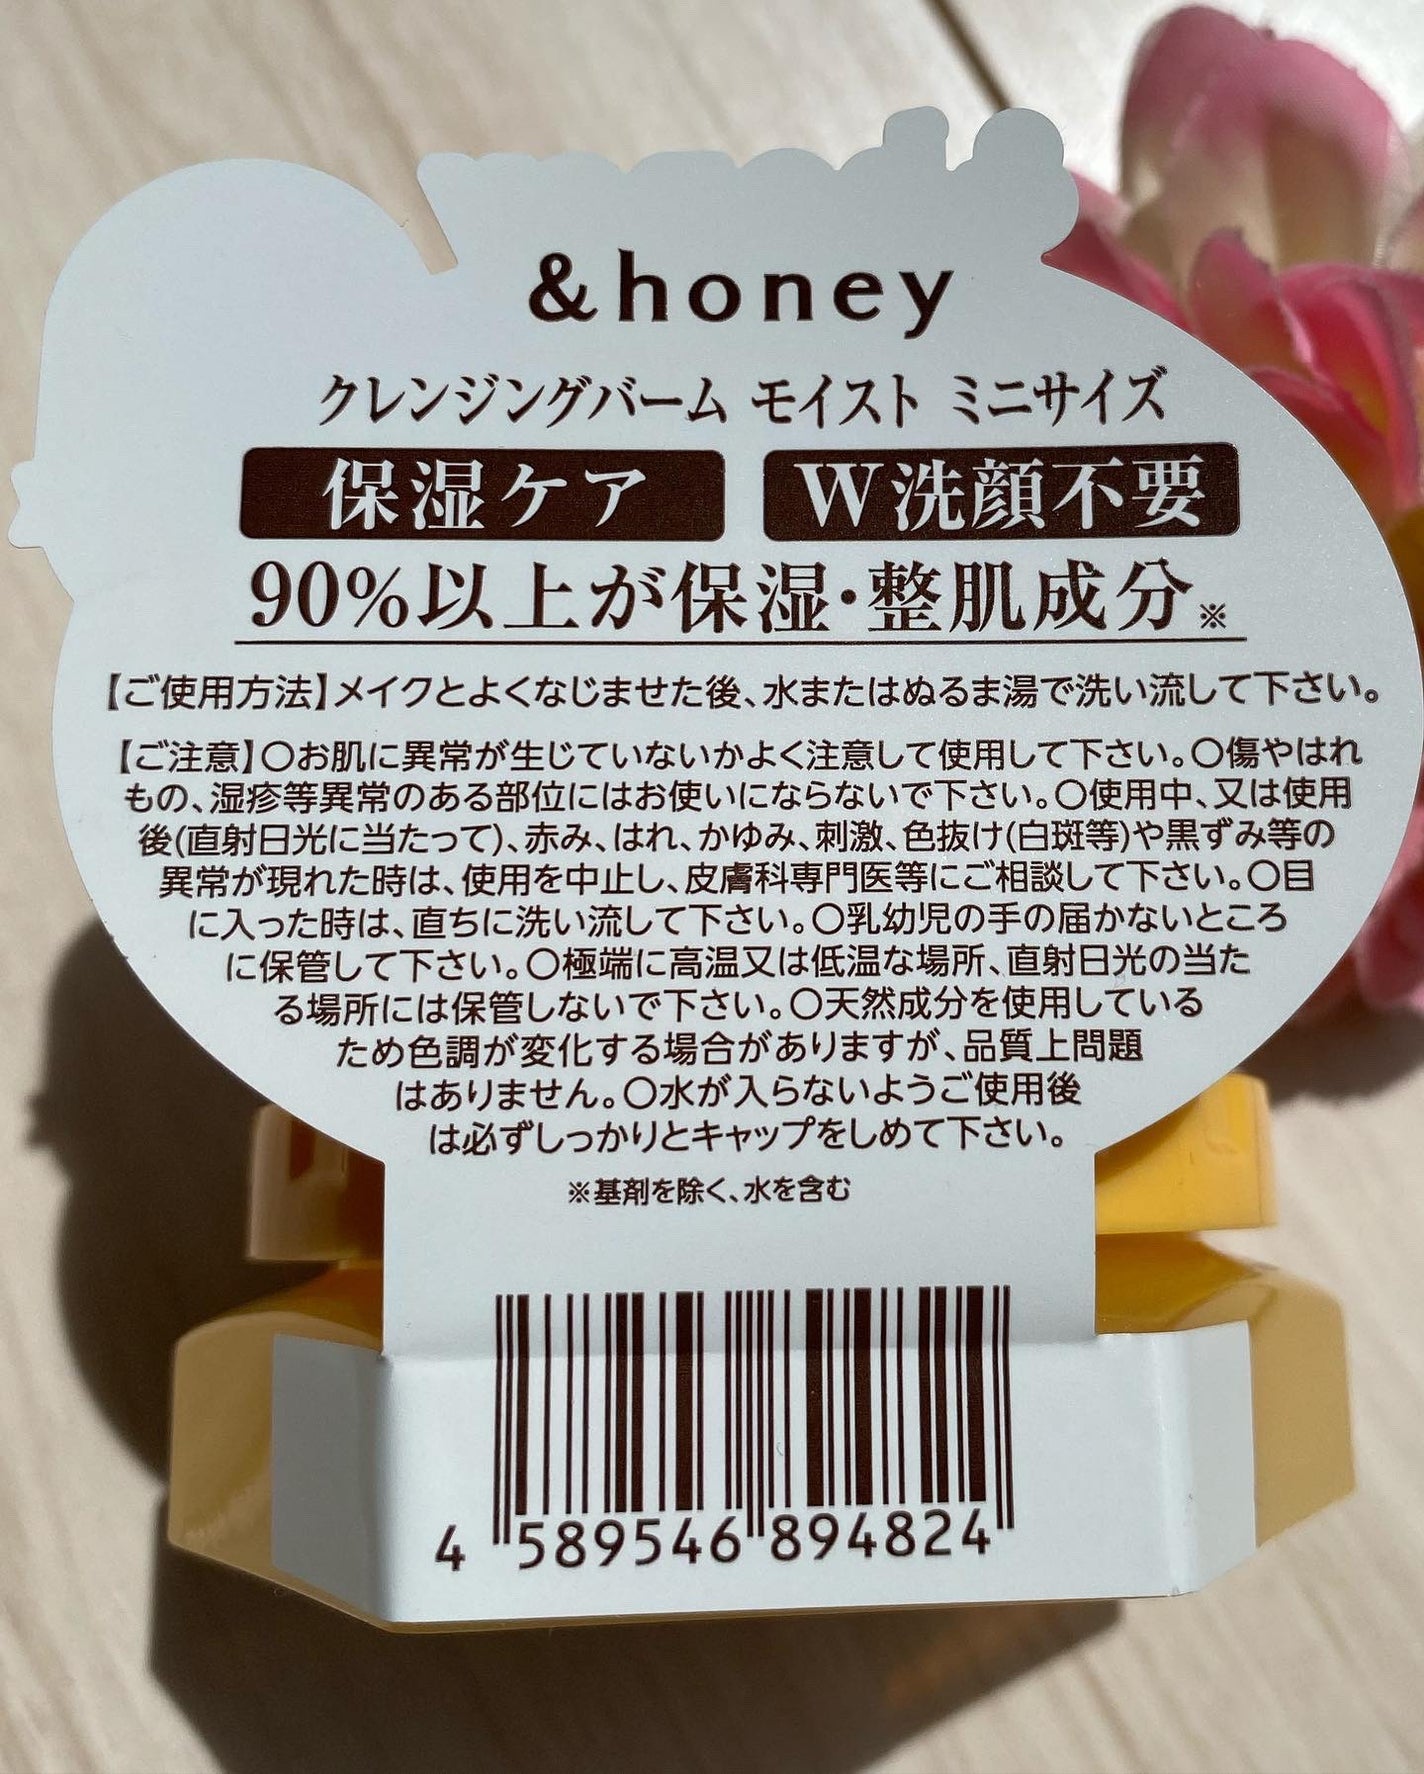 &honey
クレンジングバーム モイスト ミニサイズ
保湿ケア W洗顔不要
90%以上が保湿・整肌成分※
【ご使用方法】メイクとよくなじませた後、水またはぬるま湯で洗い流して下さい。
【ご注意】〇お肌に異常が生じていないかよく注意して使用して下さい。〇傷やはれ
もの、湿疹等異常のある部位にはお使いにならないで下さい。〇使用中、又は使用
後(直射日光に当たって)、赤み、はれ、かゆみ、刺激、色抜け(白斑等)や黒ずみ等の
異常が現れた時は、使用を中止し、皮膚科専門医等にご相談して下さい。〇目
に入った時は、直ちに洗い流して下さい。〇乳幼児の手の届かないところ
に保管して下さい。〇極端に高温又は低温な場所、直射日光の当た
る場所には保管しないで下さい。〇天然成分を使用している
ため色調が変化する場合がありますが、品質上問題
はありません。〇水が入らないようご使用後
は必ずしっかりとキャップをしめて下さい。
※基剤を除く、水を含む
4 589546 894824